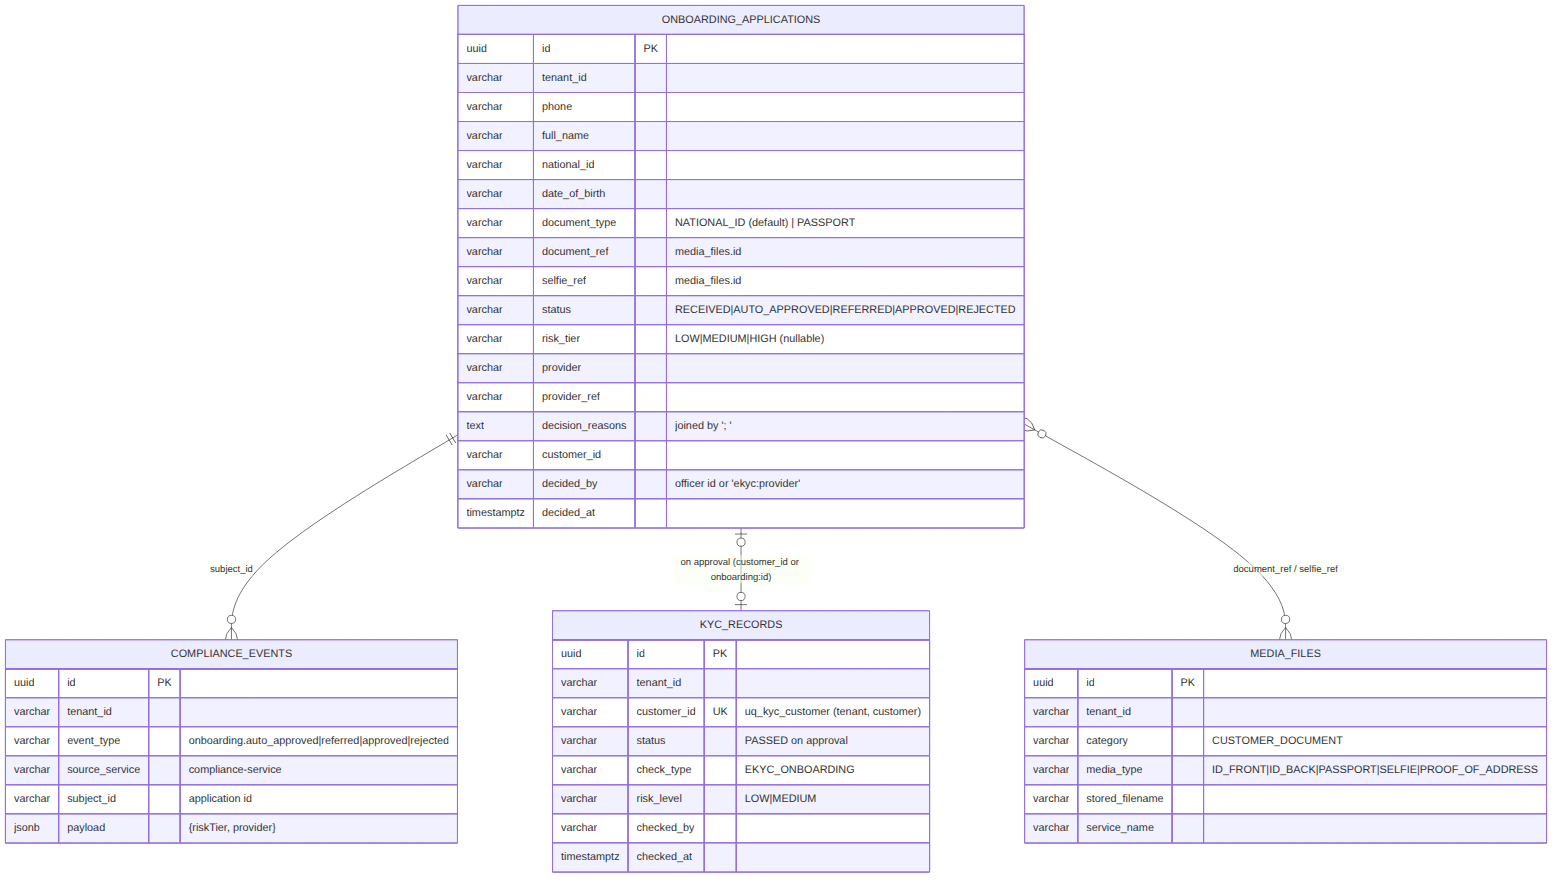 ONBOARDING_APPLICATIONS
uuid id PK
varchar tenant_id
varchar phone
varchar full_name
varchar national_id
varchar date_of_birth
varchar document_type NATIONAL_ID (default) | PASSPORT
varchar document_ref media_files.id
varchar selfie_ref media_files.id
varchar status RECEIVED|AUTO_APPROVED|REFERRED|APPROVED|REJECTED
varchar risk_tier LOW|MEDIUM|HIGH (nullable)
varchar provider
varchar provider_ref
text decision_reasons joined by '; '
varchar customer_id
varchar decided_by officer id or 'ekyc:provider'
timestamptz decided_at
subject_id
on approval (customer_id or
onboarding:id)
document_ref / selfie_ref
COMPLIANCE_EVENTS
uuid id PK
varchar tenant_id
varchar event_type onboarding.auto_approved|referred|approved|rejected
varchar source_service compliance-service
varchar subject_id application id
jsonb payload {riskTier, provider}
KYC_RECORDS
uuid id PK
varchar tenant_id
varchar customer_id UK uq_kyc_customer (tenant, customer)
varchar status PASSED on approval
varchar check_type EKYC_ONBOARDING
varchar risk_level LOW|MEDIUM
varchar checked_by
timestamptz checked_at
MEDIA_FILES
uuid id PK
varchar tenant_id
varchar category CUSTOMER_DOCUMENT
varchar media_type ID_FRONT|ID_BACK|PASSPORT|SELFIE|PROOF_OF_ADDRESS
varchar stored_filename
varchar service_name